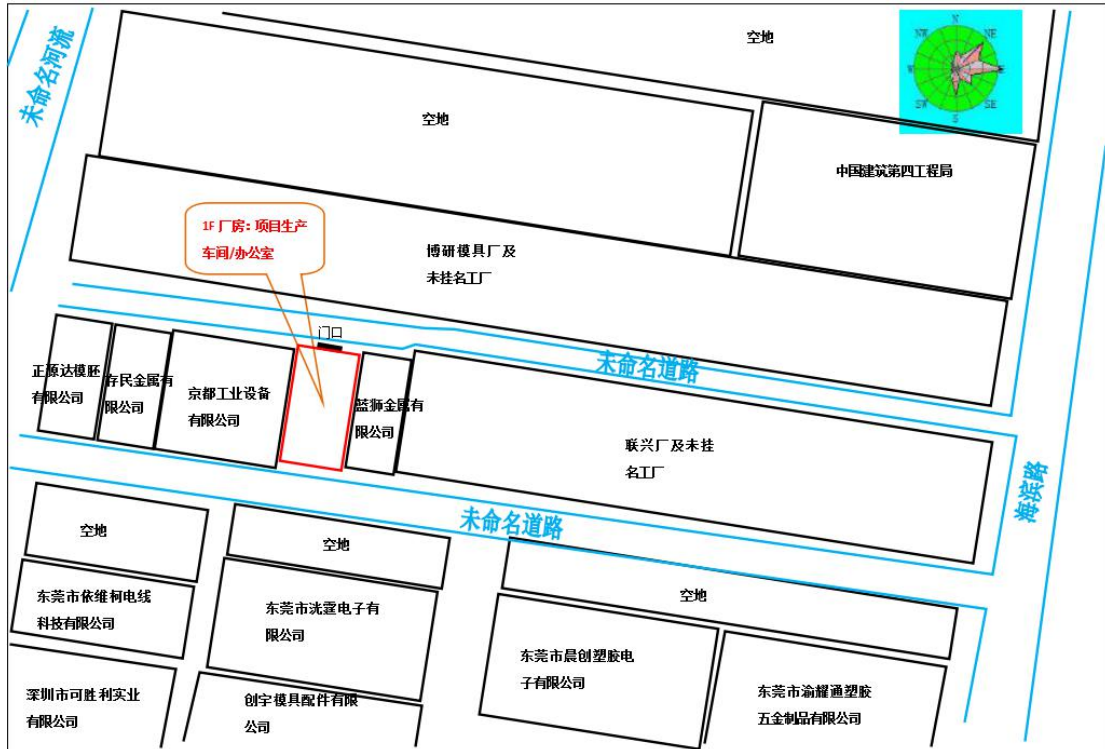 未命名河流
空地
N
NW
NE
W
E
SW
SE
S
空地
中国建筑第四工程局
1F 厂房：项目生产
车间/办公室
博研模具厂及
未挂名工厂
门口
未命名道路
正源达模胚
有限公司
存民金属有
限公司
京都工业设备
有限公司
蓝狮金属有
限公司
联兴厂及未挂
名工厂
海滨路
未命名道路
空地
空地
空地
东莞市依维柯电线
科技有限公司
东莞市洸霆电子有
限公司
东莞市晨创塑胶电
子有限公司
深圳市可胜利实业
有限公司
创宇模具配件有限
公司
东莞市渝耀通塑胶
五金制品有限公司